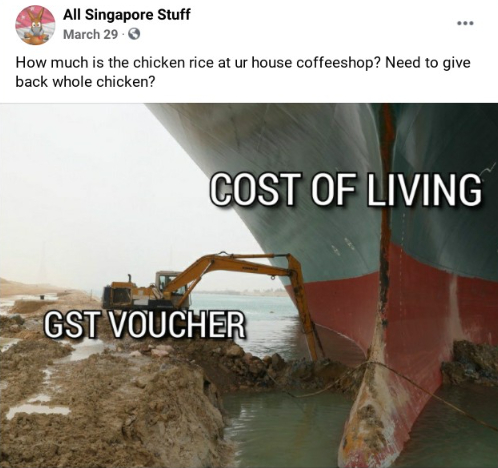 All Singapore Stuff
March 29
How much is the chicken rice at ur house coffeeshop? Need to give
back whole chicken?
COST OF LIVING
GST VOUCHER